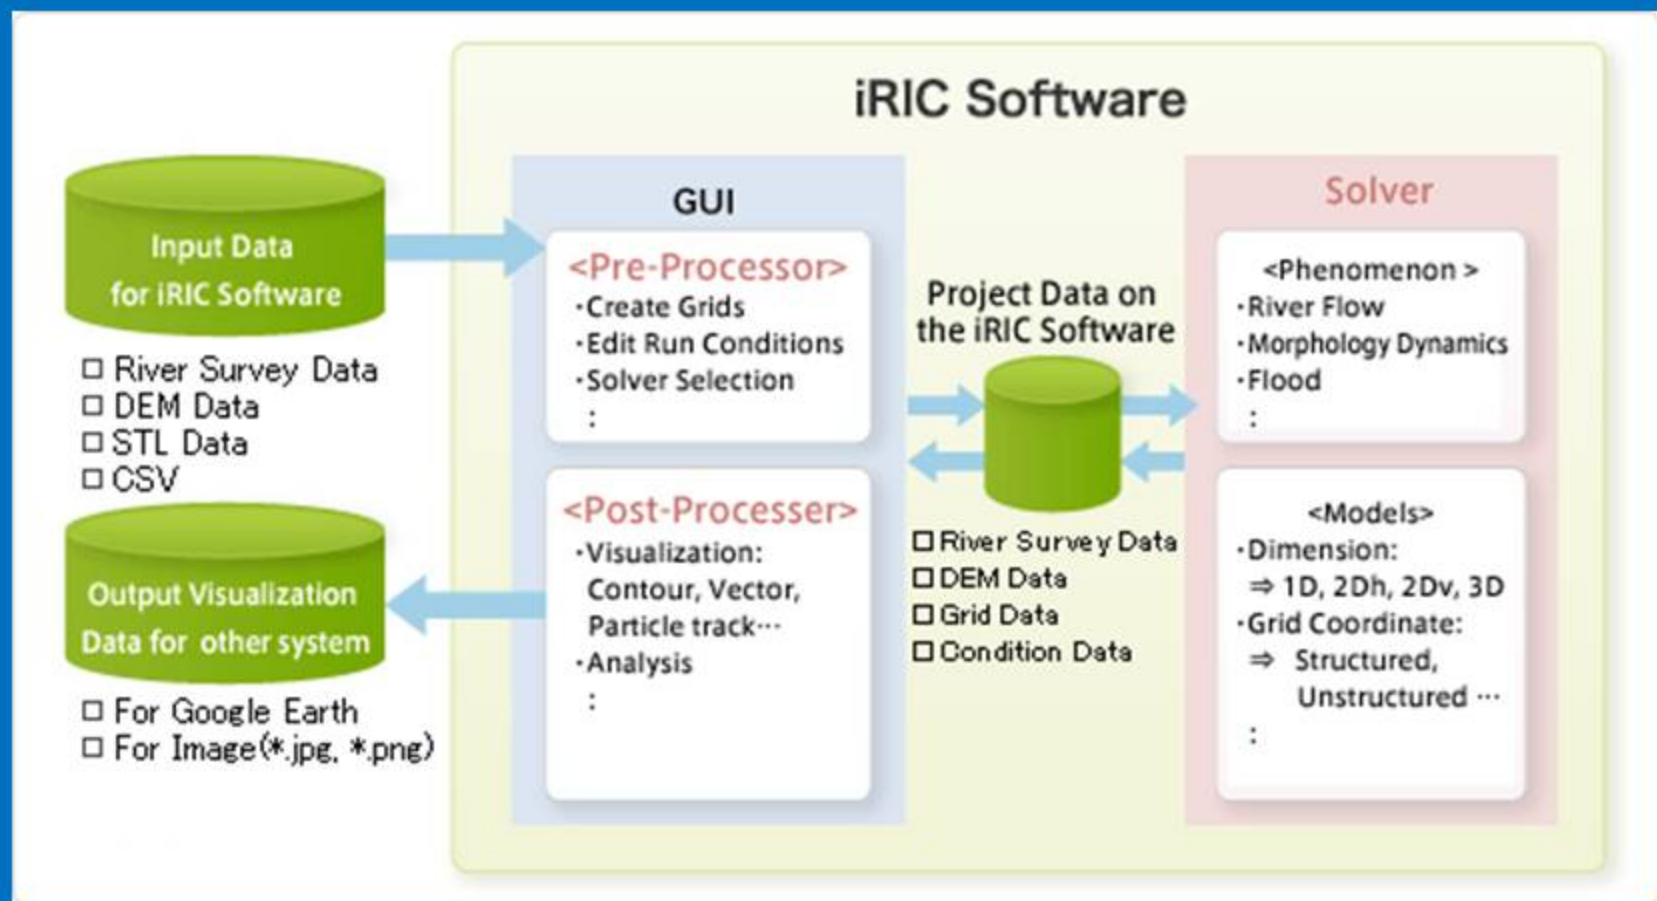 iRIC Software
Input Data
for iRIC Software
□ River Survey Data
□ DEM Data
□ STL Data
□ CSV
Output Visualization
Data for other system
□ For Google Earth
□ For Image(*.jpg, *.png)
GUI
<Pre-Processor>
･Create Grids
･Edit Run Conditions
･Solver Selection
:
<Post-Processer>
･Visualization:
Contour, Vector,
Particle track…
･Analysis
:
Project Data on
the iRIC Software
□ River Survey Data
□ DEM Data
□ Grid Data
□ Condition Data
Solver
<Phenomenon >
･River Flow
･Morphology Dynamics
･Flood
:
<Models>
･Dimension:
⇒ 1D, 2Dh, 2Dv, 3D
･Grid Coordinate:
⇒ Structured,
Unstructured …
: